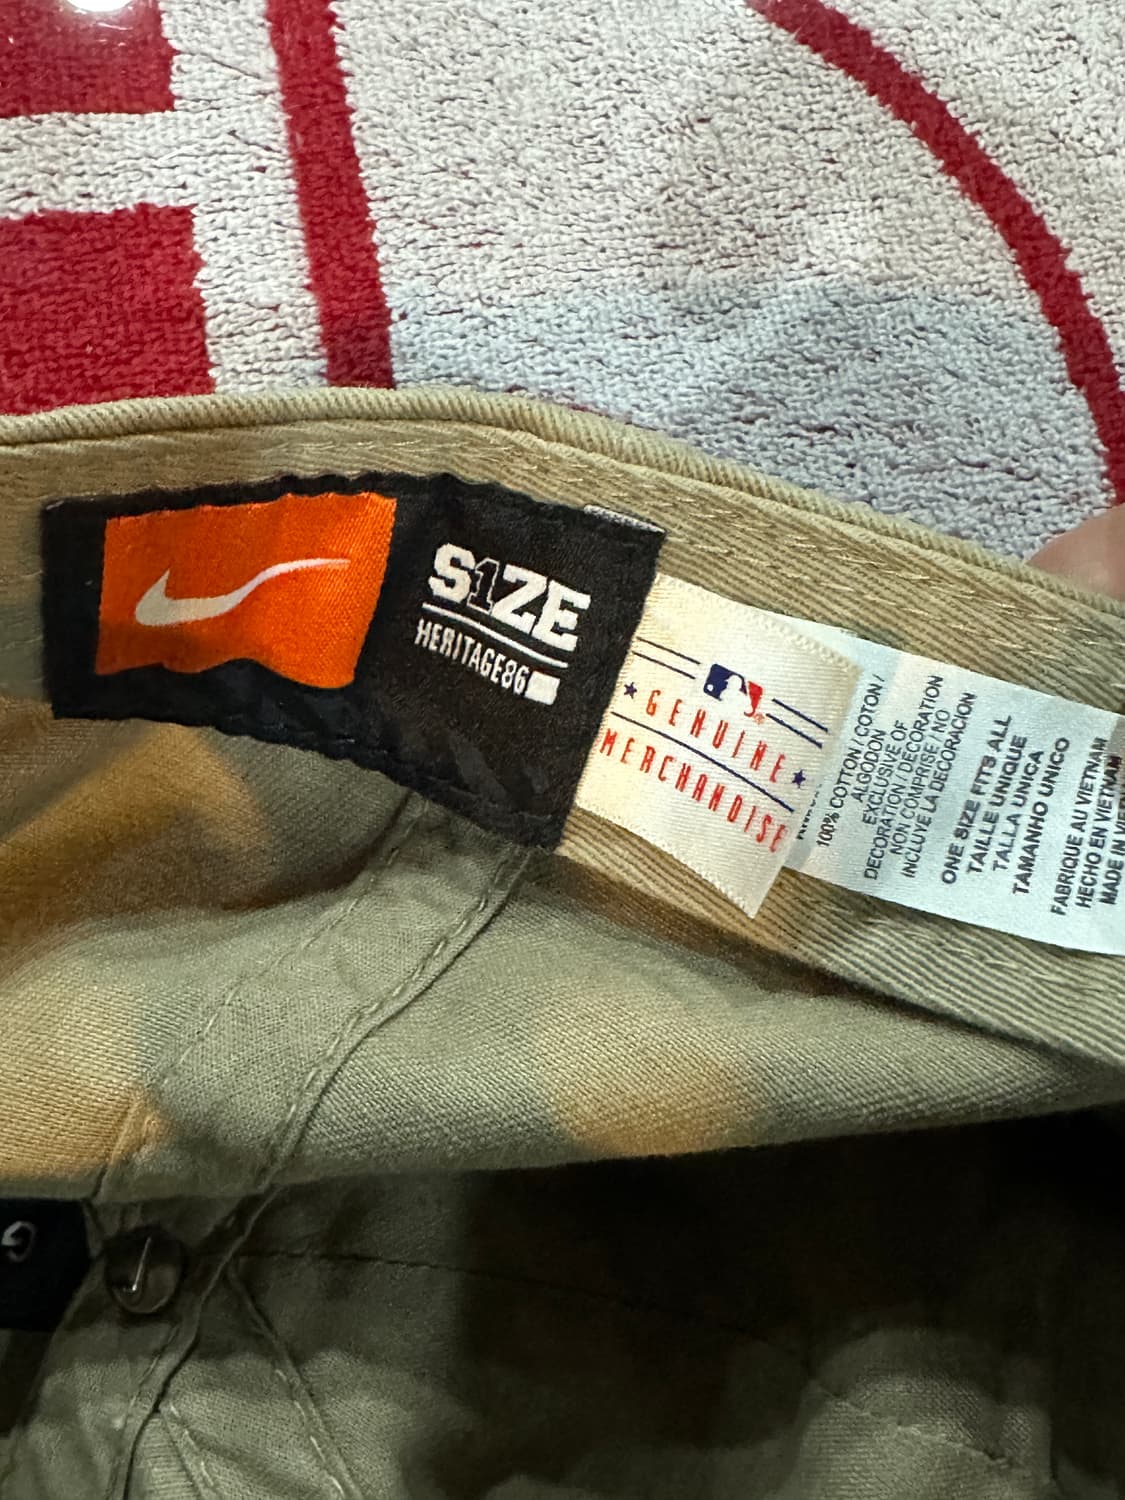 S1ZE
HERITAGE86
GENUINE
MERCHANDISE
100% COTTON / COTON /
ALGODON
EXCLUSIVE OF
DECORATION / DECORATION
NON COMPRISE / NO
INCLUYE LA DECORACION
ONE SIZE FITS ALL
TAILLE UNIQUE
TALLA UNICA
TAMANHO UNICO
FABRIQUE AU VIETNAM
HECHO EN VIETNAM
MADE IN VIETNAM